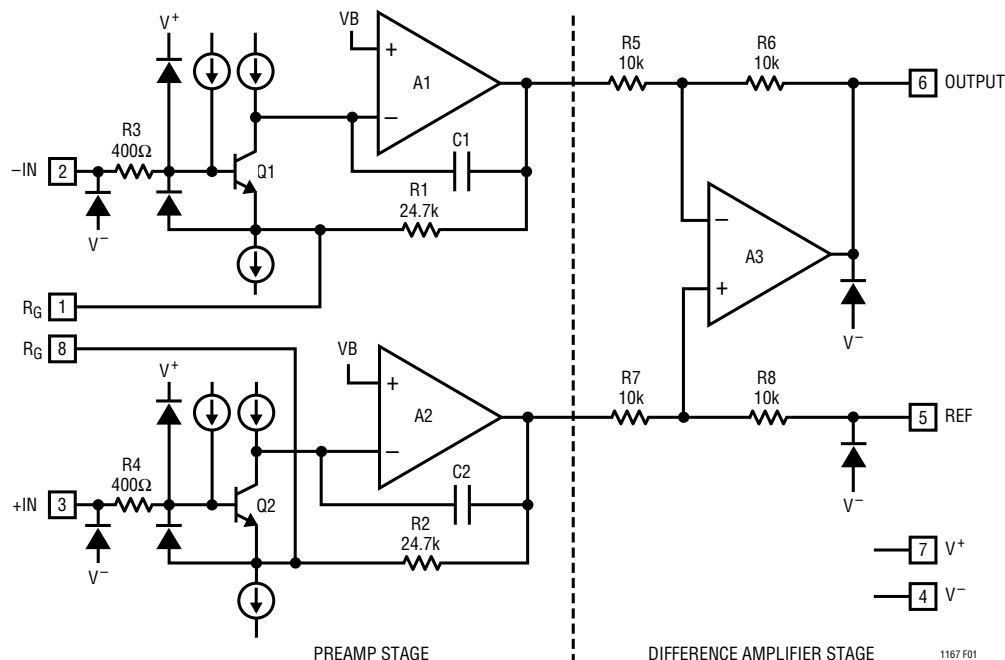 V+
VB
+
A1
−
R5
10k
R6
10k
6
OUTPUT
R3
400Ω
−IN
2
Q1
C1
R1
24.7k
V−
−
A3
+
V−
RG
1
RG
8
V+
VB
+
A2
−
R7
10k
R8
10k
5
REF
R4
400Ω
+IN
3
Q2
C2
R2
24.7k
V−
V−
7
V+
4
V−
PREAMP STAGE
DIFFERENCE AMPLIFIER STAGE
1167 F01